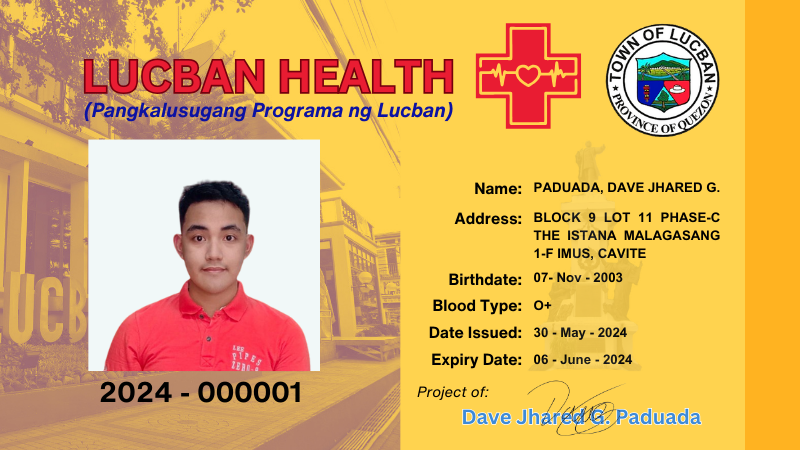 LUCBAN HEALTH
(Pangkalusugang Programa ng Lucban)
TOWN OF LUCBAN
PROVINCE OF QUEZON
UCB
Name: PADUADA, DAVE JHARED G.
Address: BLOCK 9 LOT 11 PHASE-C
THE ISTANA MALAGASANG
1-F IMUS, CAVITE
Birthdate: 07- Nov - 2003
Blood Type: O+
Date Issued: 30 - May - 2024
Expiry Date: 06 - June - 2024
2024 - 000001
Project of:
Dave Jhared G. Paduada